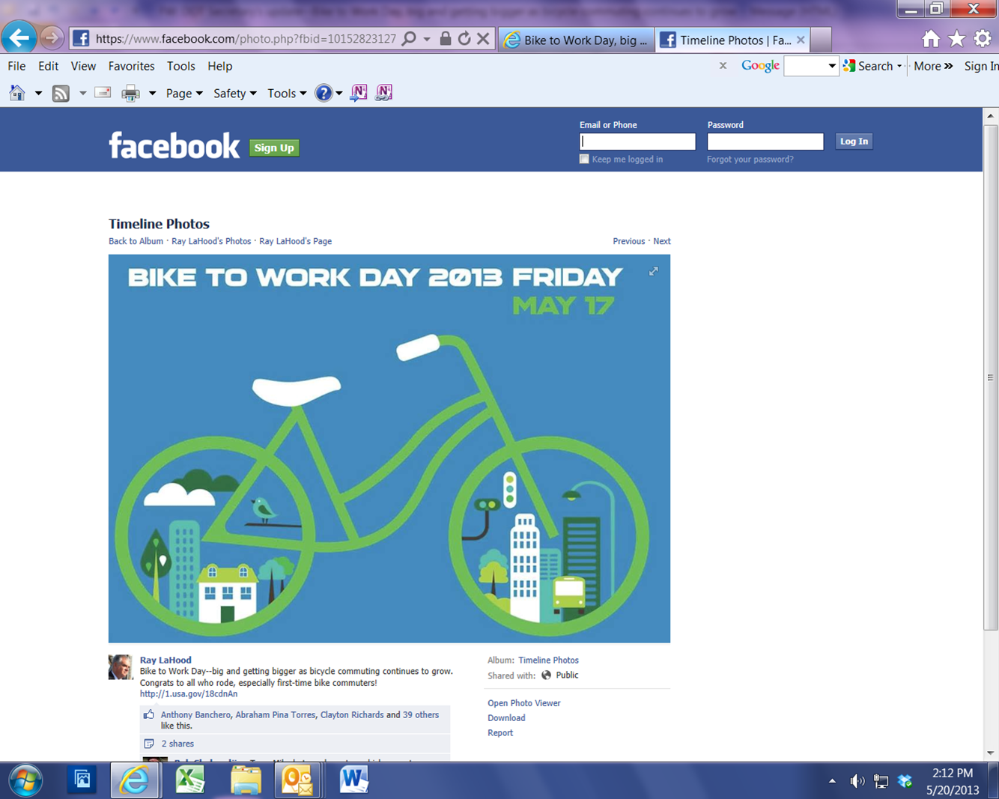 https://www.facebook.com/photo.php?fbid=10152823127
Bike to Work Day, big ...
Timeline Photos | Fa...
File Edit View Favorites Tools Help
x Google Search More » Sign In
Page Safety Tools
facebook Sign Up
Email or Phone Password
Log In
Keep me logged in Forgot your password?
Timeline Photos
Back to Album · Ray LaHood's Photos · Ray LaHood's Page Previous · Next
BIKE TO WORK DAY 2013 FRIDAY
MAY 17
Ray LaHood
Bike to Work Day--big and getting bigger as bicycle commuting continues to grow.
Congrats to all who rode, especially first-time bike commuters!
http://1.usa.gov/18cdnAn
Anthony Banchero, Abraham Pina Torres, Clayton Richards and 39 others
like this.
2 shares
Album: Timeline Photos
Shared with: Public
Open Photo Viewer
Download
Report
2:12 PM
5/20/2013